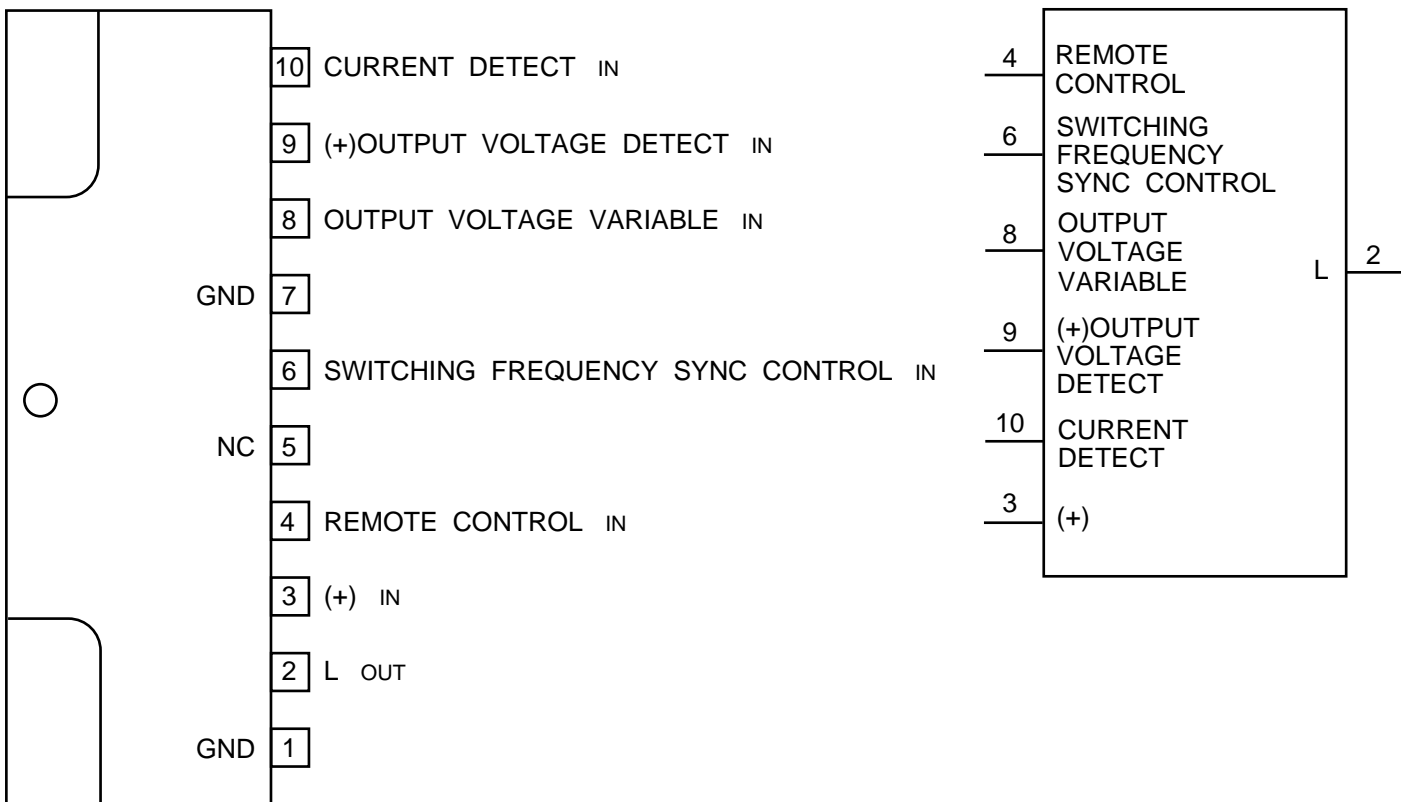 10 CURRENT DETECT IN
9 (+)OUTPUT VOLTAGE DETECT IN
8 OUTPUT VOLTAGE VARIABLE IN
GND 7
6 SWITCHING FREQUENCY SYNC CONTROL IN
NC 5
4 REMOTE CONTROL IN
3 (+) IN
2 L OUT
GND 1
4 REMOTE
CONTROL
6 SWITCHING
FREQUENCY
SYNC CONTROL
8 OUTPUT
VOLTAGE
VARIABLE
9 (+)OUTPUT
VOLTAGE
DETECT
10 CURRENT
DETECT
3 (+)
L 2